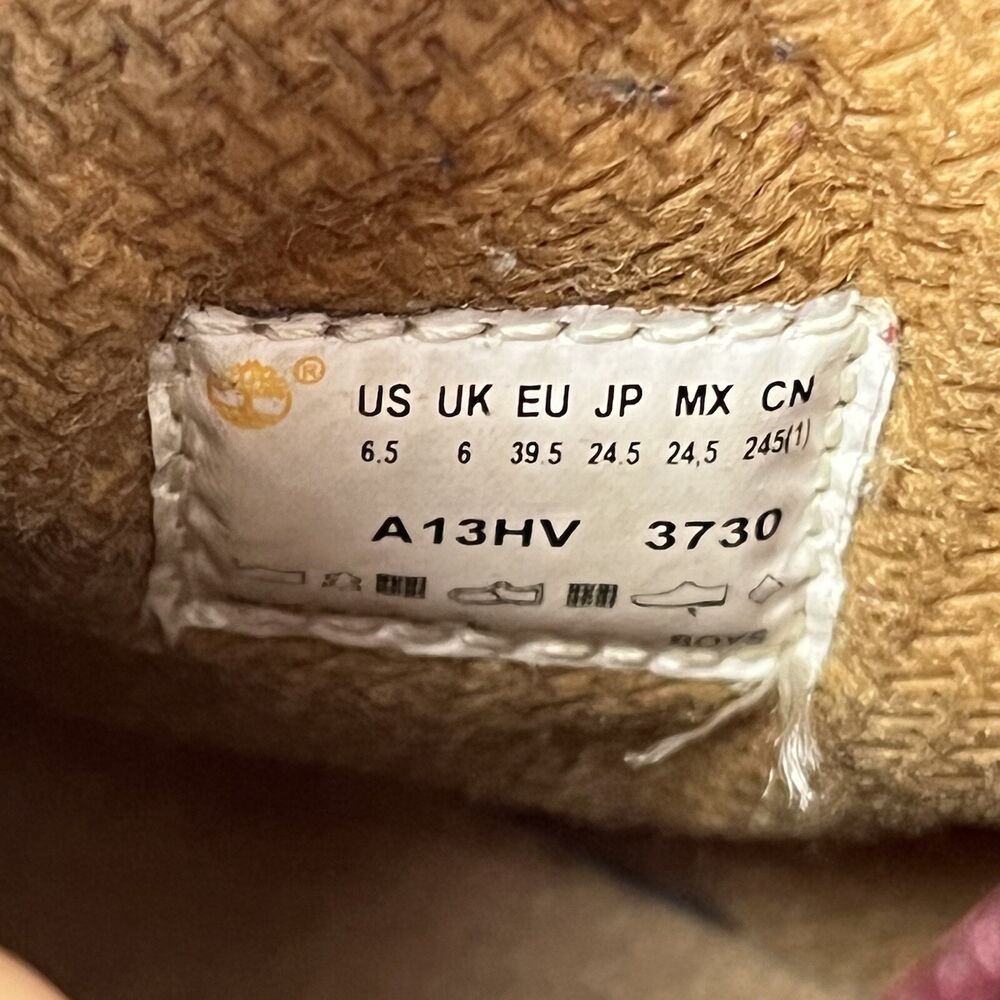 ®
US UK EU JP MX CN
6.5 6 39.5 24.5 24,5 245(1)
A13HV 3730